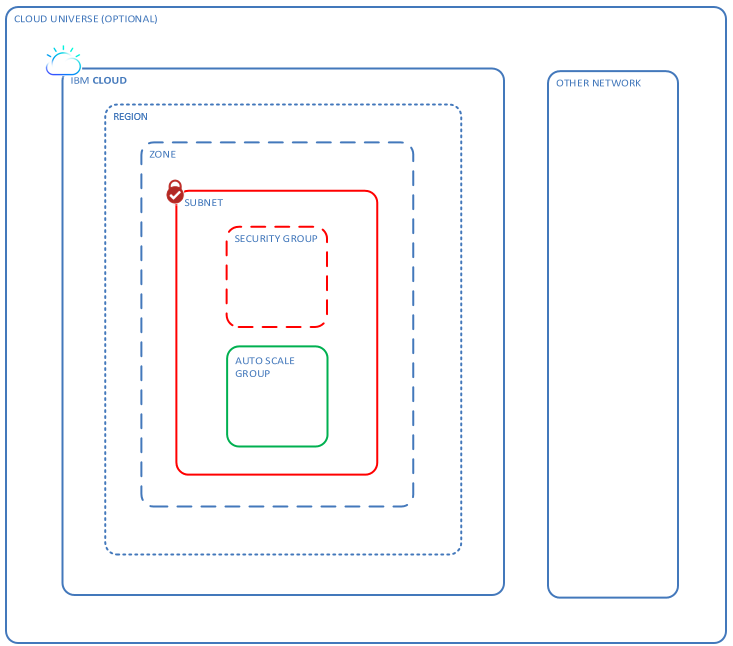 CLOUD UNIVERSE (OPTIONAL)
IBM CLOUD
OTHER NETWORK
REGION
ZONE
SUBNET
SECURITY GROUP
AUTO SCALE
GROUP